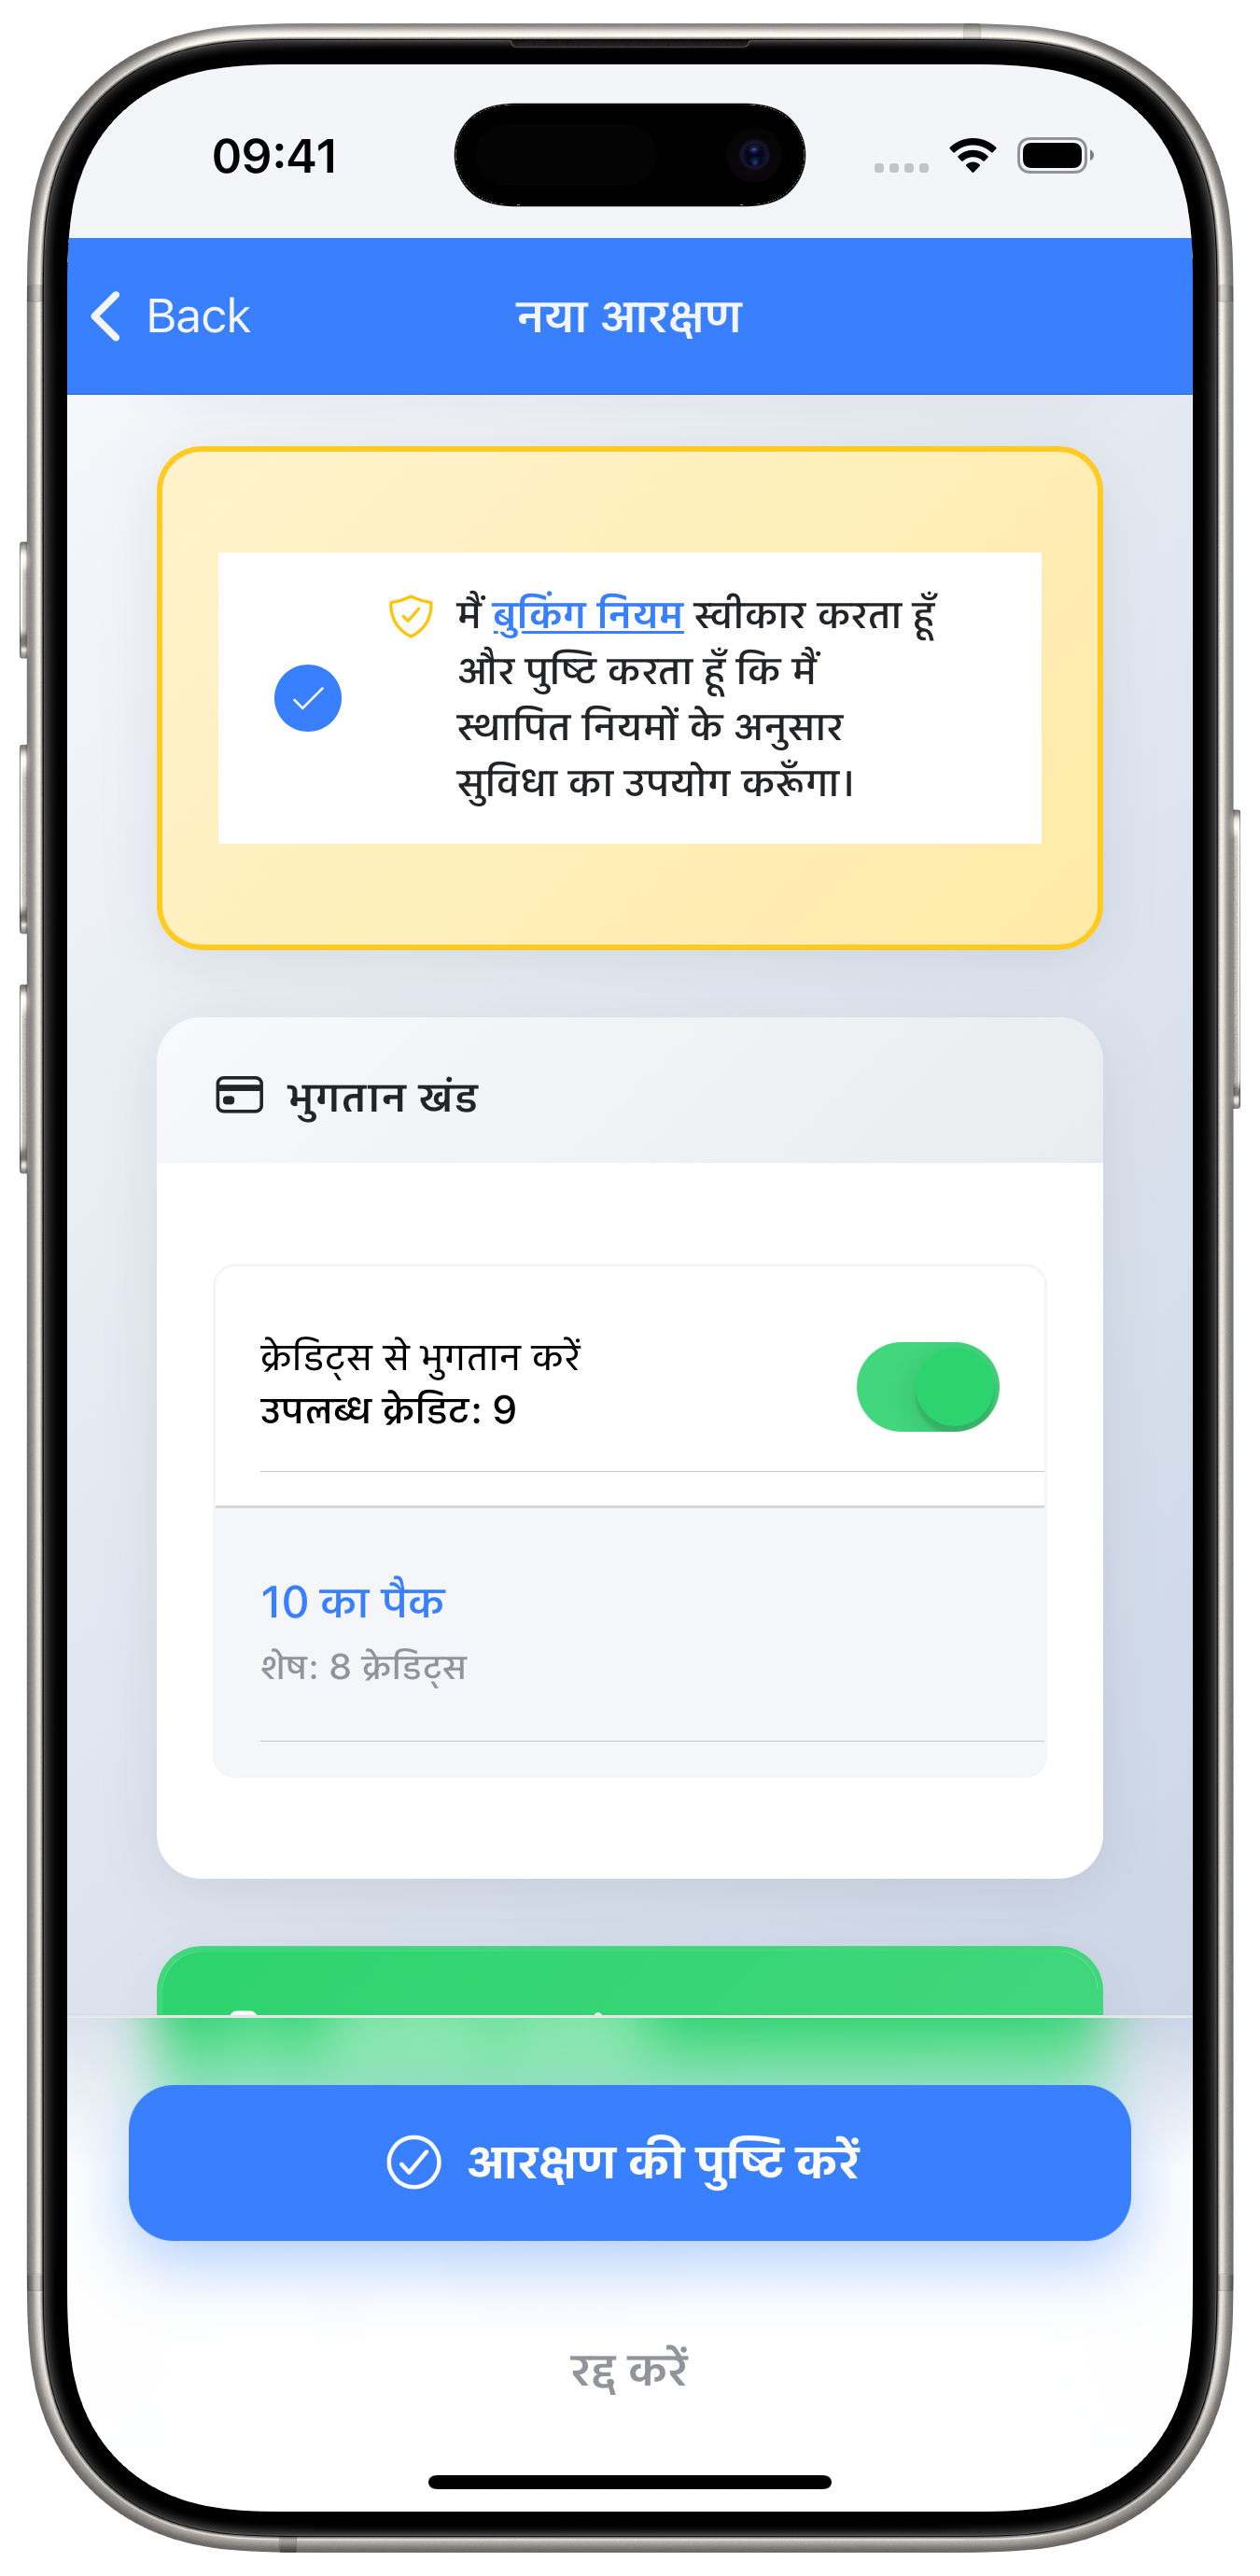 09:41
Back
नया आरक्षण
मैं बुकिंग नियम स्वीकार करता हूँ
और पुष्टि करता हूँ कि मैं
स्थापित नियमों के अनुसार
सुविधा का उपयोग करूँगा।
भुगतान खंड
क्रेडिट्स से भुगतान करें
उपलब्ध क्रेडिट: 9
10 का पैक
शेष: 8 क्रेडिट्स
आरक्षण की पुष्टि करें
रद्द करें